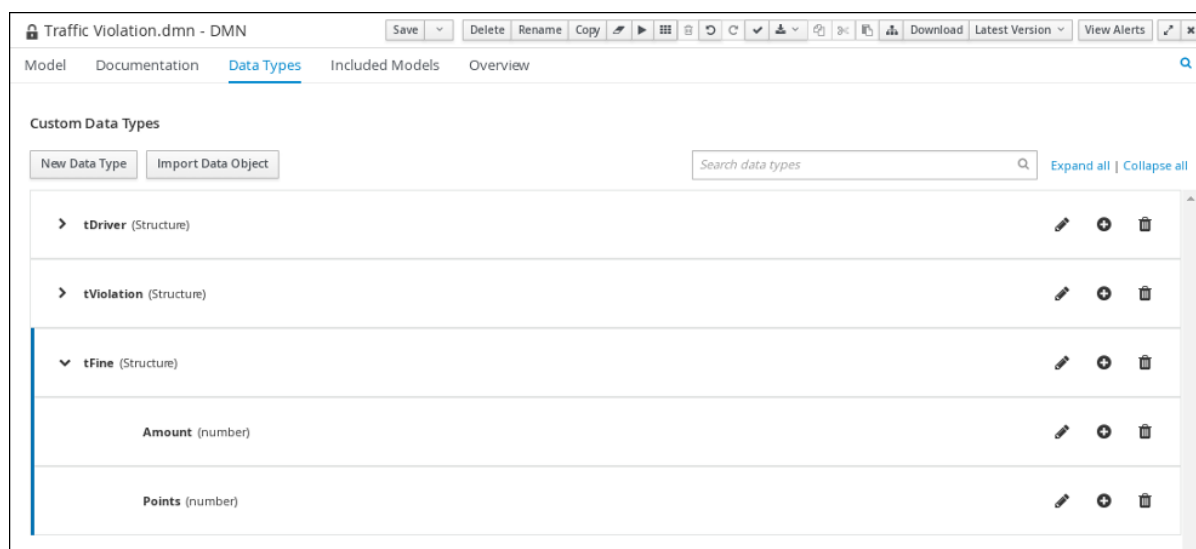 Traffic Violation.dmn - DMN Save Delete Rename Copy Download Latest Version View Alerts
Model Documentation Data Types Included Models Overview
Custom Data Types
New Data Type Import Data Object Search data types Expand all | Collapse all
tDriver (Structure)
tViolation (Structure)
tFine (Structure)
Amount (number)
Points (number)